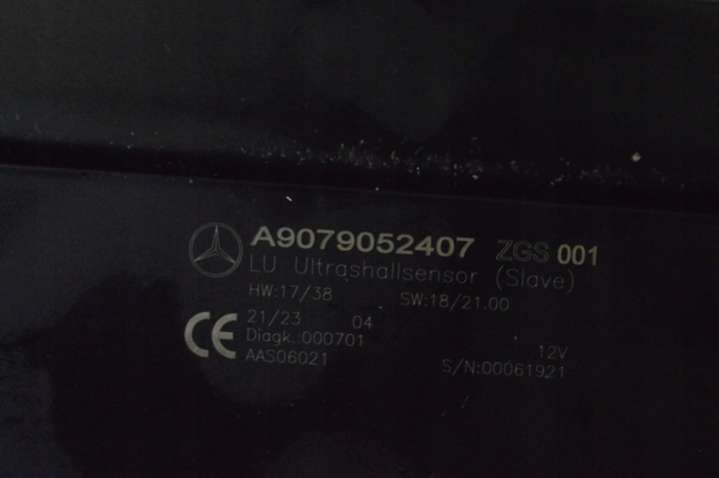 A9079052407 ZGS 001
LU Ultrashallsensor (Slave)
HW:17/38 SW:18/21.00
21/23 04
Diagk.:000701 12V
AAS06021 S/N:00061921
CE